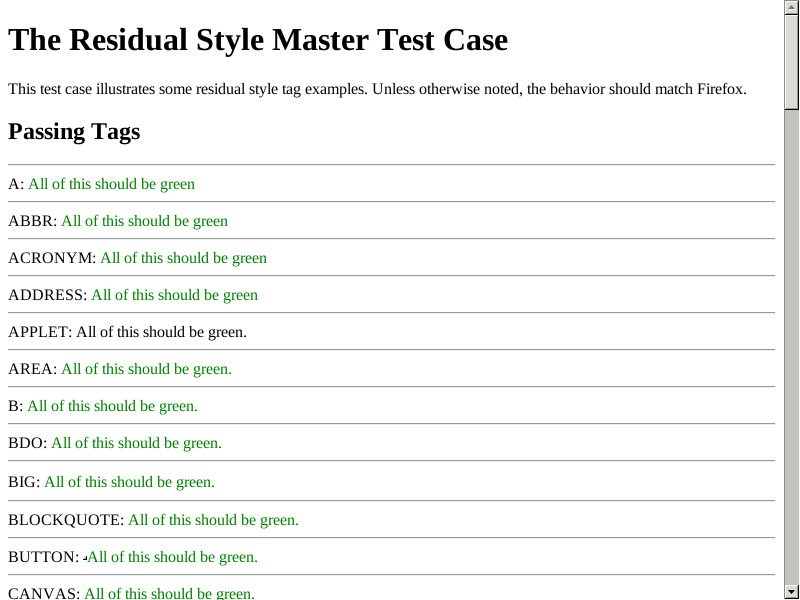 The Residual Style Master Test Case
This test case illustrates some residual style tag examples. Unless otherwise noted, the behavior should match Firefox.
Passing Tags
A: All of this should be green
ABBR: All of this should be green
ACRONYM: All of this should be green
ADDRESS: All of this should be green
APPLET: All of this should be green.
AREA: All of this should be green.
B: All of this should be green.
BDO: All of this should be green.
BIG: All of this should be green.
BLOCKQUOTE: All of this should be green.
BUTTON: All of this should be green.
CANVAS: All of this should be green.